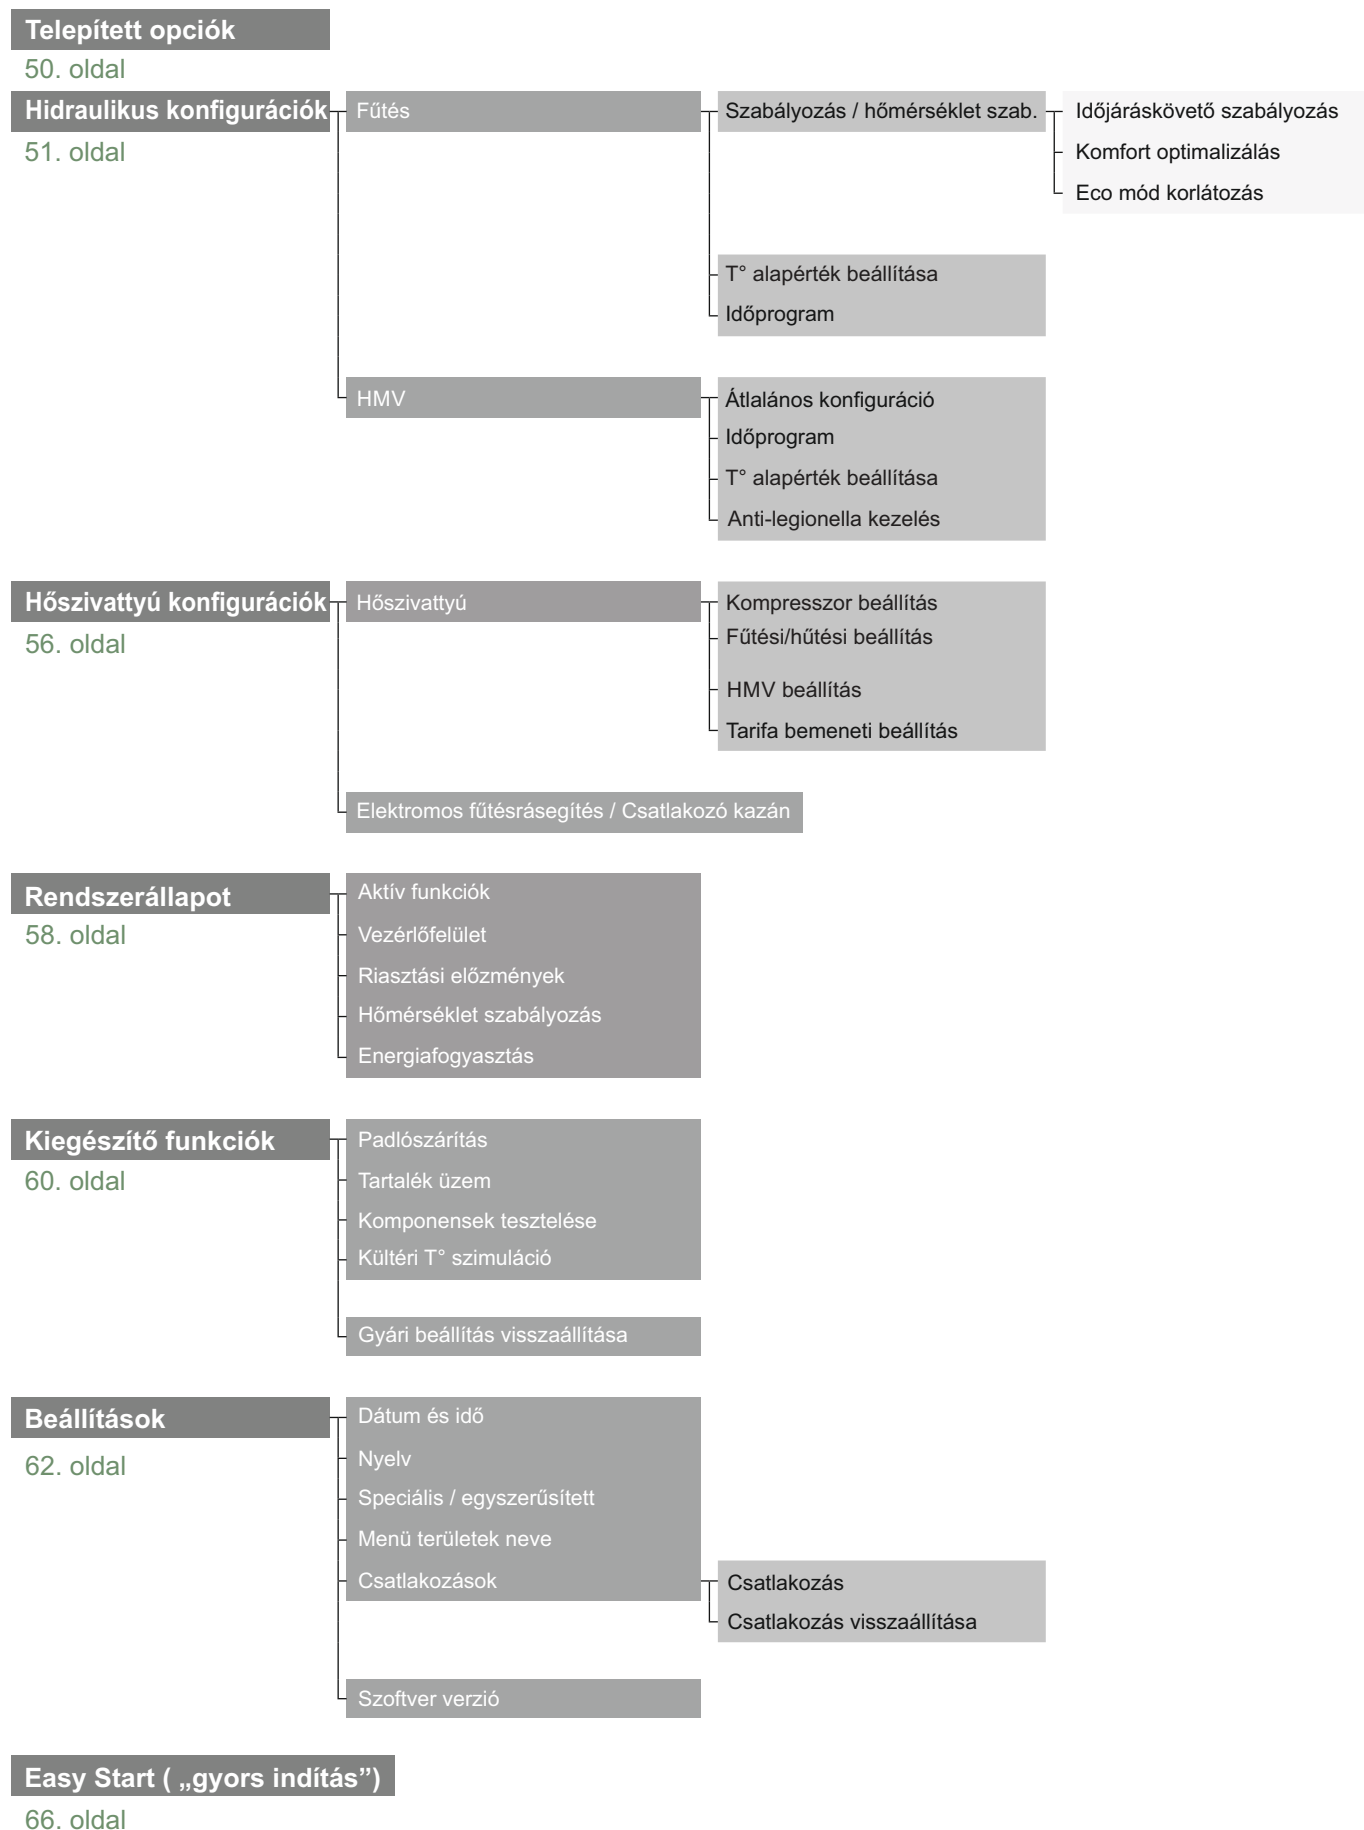 Telepített opciók
50. oldal
Hidraulikus konfigurációk
51. oldal
Fűtés
Szabályozás / hőmérséklet szab.
Időjáráskövető szabályozás
Komfort optimalizálás
Eco mód korlátozás
T° alapérték beállítása
Időprogram
HMV
Átlalános konfiguráció
Időprogram
T° alapérték beállítása
Anti-legionella kezelés
Hőszivattyú konfigurációk
56. oldal
Hőszivattyú
Kompresszor beállítás
Fűtési/hűtési beállítás
HMV beállítás
Tarifa bemeneti beállítás
Elektromos fűtésrásegítés / Csatlakozó kazán
Rendszerállapot
58. oldal
Aktív funkciók
Vezérlőfelület
Riasztási előzmények
Hőmérséklet szabályozás
Energiafogyasztás
Kiegészítő funkciók
60. oldal
Padlószárítás
Tartalék üzem
Komponensek tesztelése
Kültéri T° szimuláció
Gyári beállítás visszaállítása
Beállítások
62. oldal
Dátum és idő
Nyelv
Speciális / egyszerűsített
Menü területek neve
Csatlakozások
Csatlakozás
Csatlakozás visszaállítása
Szoftver verzió
Easy Start ( „gyors indítás”)
66. oldal